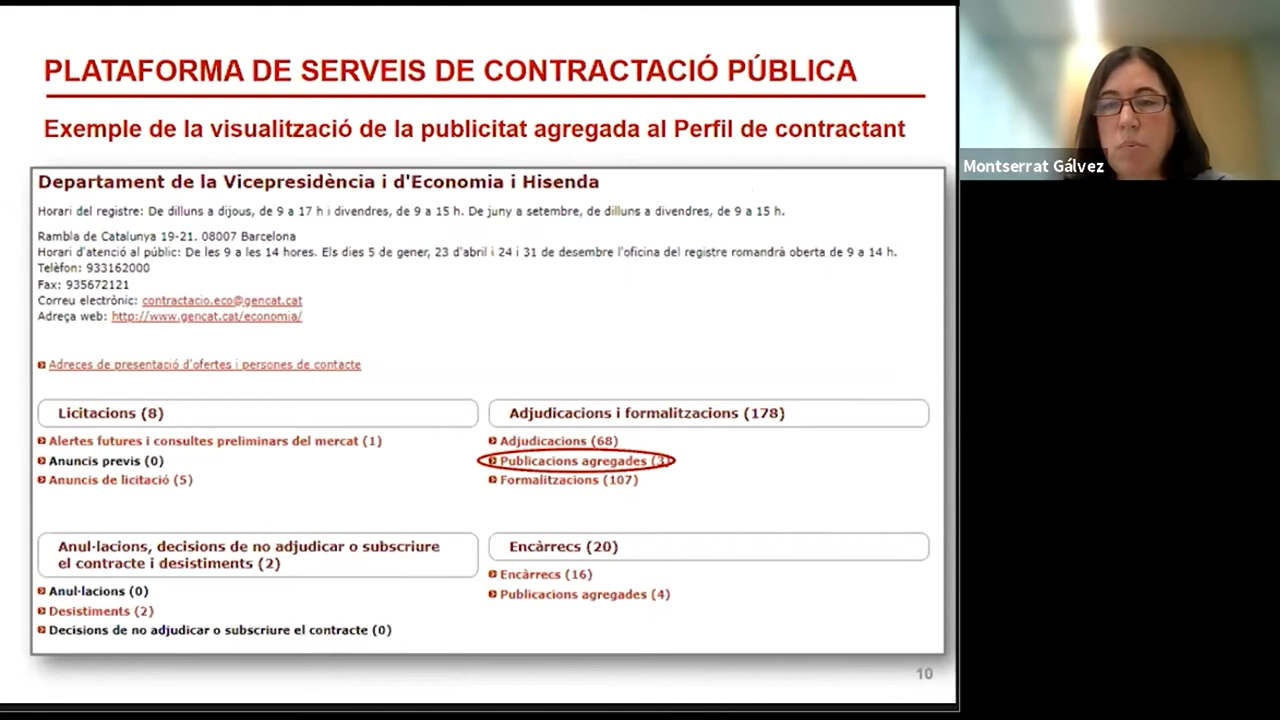 PLATAFORMA DE SERVEIS DE CONTRACTACIÓ PÚBLICA
Exemple de la visualització de la publicitat agregada al Perfil de contractant
Departament de la Vicepresidència i d'Economia i Hisenda
Horari del registre: De dilluns a dijous, de 9 a 17 h i divendres, de 9 a 15 h. De juny a setembre, de dilluns a divendres, de 9 a 15 h.
Rambla de Catalunya 19-21. 08007 Barcelona
Horari d'atenció al públic: De les 9 a les 14 hores. Els dies 5 de gener, 23 d'abril i 24 i 31 de desembre l'oficina del registre romandrà oberta de 9 a 14 h.
Telèfon: 933162000
Fax: 935672121
Correu electrònic: contractacio.eco@gencat.cat
Adreça web: http://www.gencat.cat/economia/
Adreces de presentació d'ofertes i persones de contacte
Licitacions (8)
Alertes futures i consultes preliminars del mercat (1)
Anuncis previs (0)
Anuncis de licitació (5)
Adjudicacions i formalitzacions (178)
Adjudicacions (68)
Publicacions agregades (3)
Formalitzacions (107)
Anul·lacions, decisions de no adjudicar o subscriure
el contracte i desistiments (2)
Anul·lacions (0)
Desistiments (2)
Decisions de no adjudicar o subscriure el contracte (0)
Encàrrecs (20)
Encàrrecs (16)
Publicacions agregades (4)
10
Montserrat Gálvez